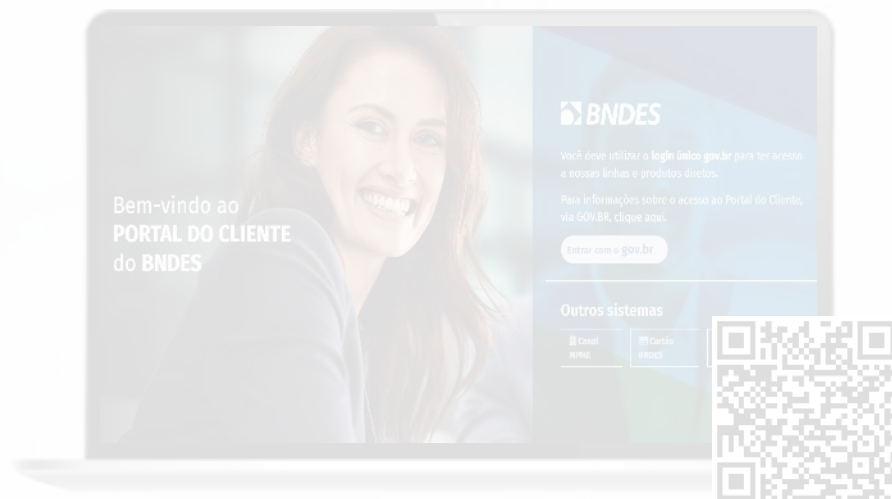 Bem-vindo ao
PORTAL DO CLIENTE
do BNDES
BNDES
Você deve utilizar o login único gov.br para ter acesso
a nossas linhas e produtos diretos.
Para informações sobre o acesso ao Portal do Cliente,
via GOV.BR, clique aqui.
Entrar com o gov.br
Outros sistemas
Canal
MPME
Cartão
BNDES